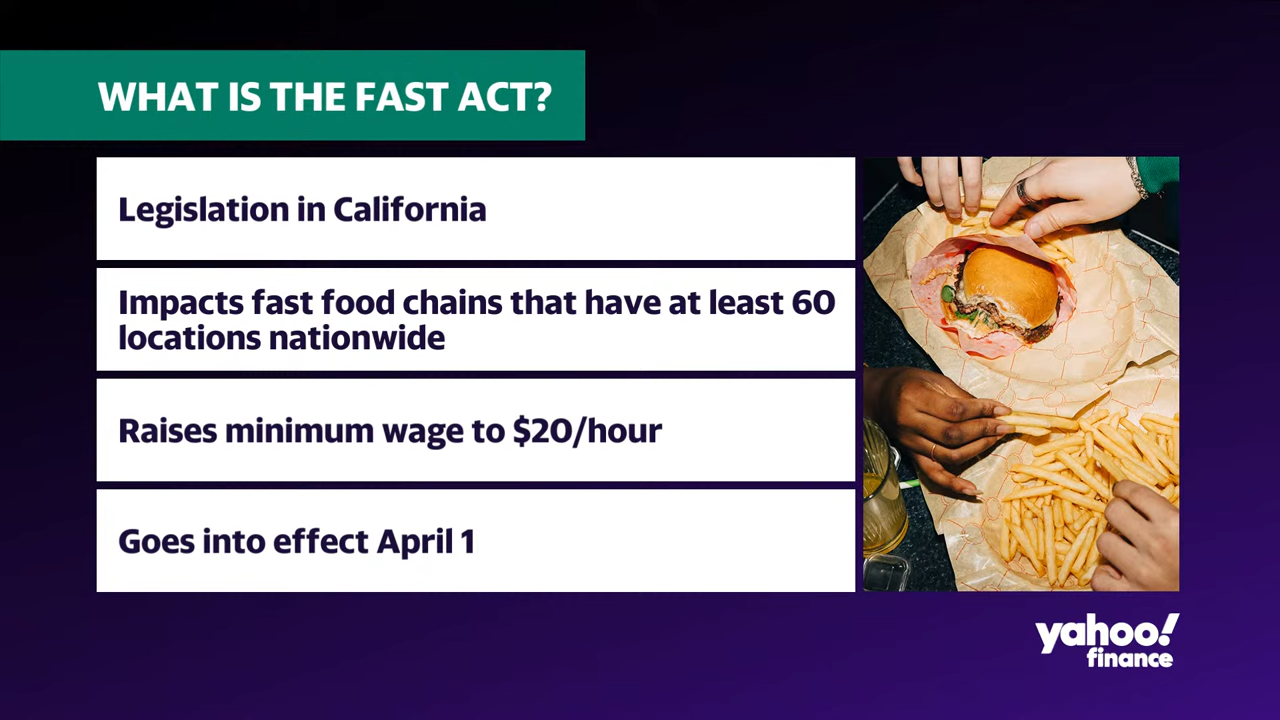 WHAT IS THE FAST ACT?
Legislation in California
Impacts fast food chains that have at least 60
locations nationwide
Raises minimum wage to $20/hour
Goes into effect April 1
yahoo!
finance